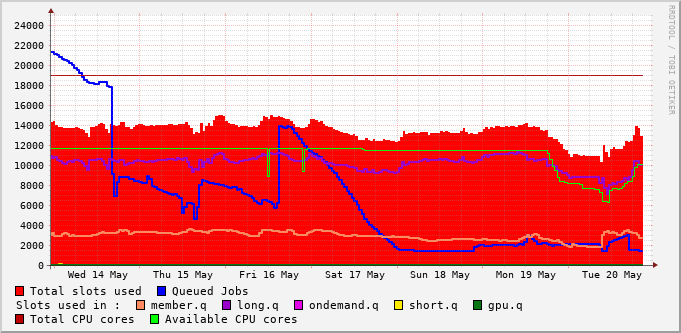 RRDTOOL / TOBI OETIKER
24000
22000
20000
18000
16000
14000
12000
10000
8000
6000
4000
2000
0
Wed 14 May Thu 15 May Fri 16 May Sat 17 May Sun 18 May Mon 19 May Tue 20 May
Total slots used Queued Jobs
Slots used in : member.q long.q ondemand.q short.q gpu.q
Total CPU cores Available CPU cores